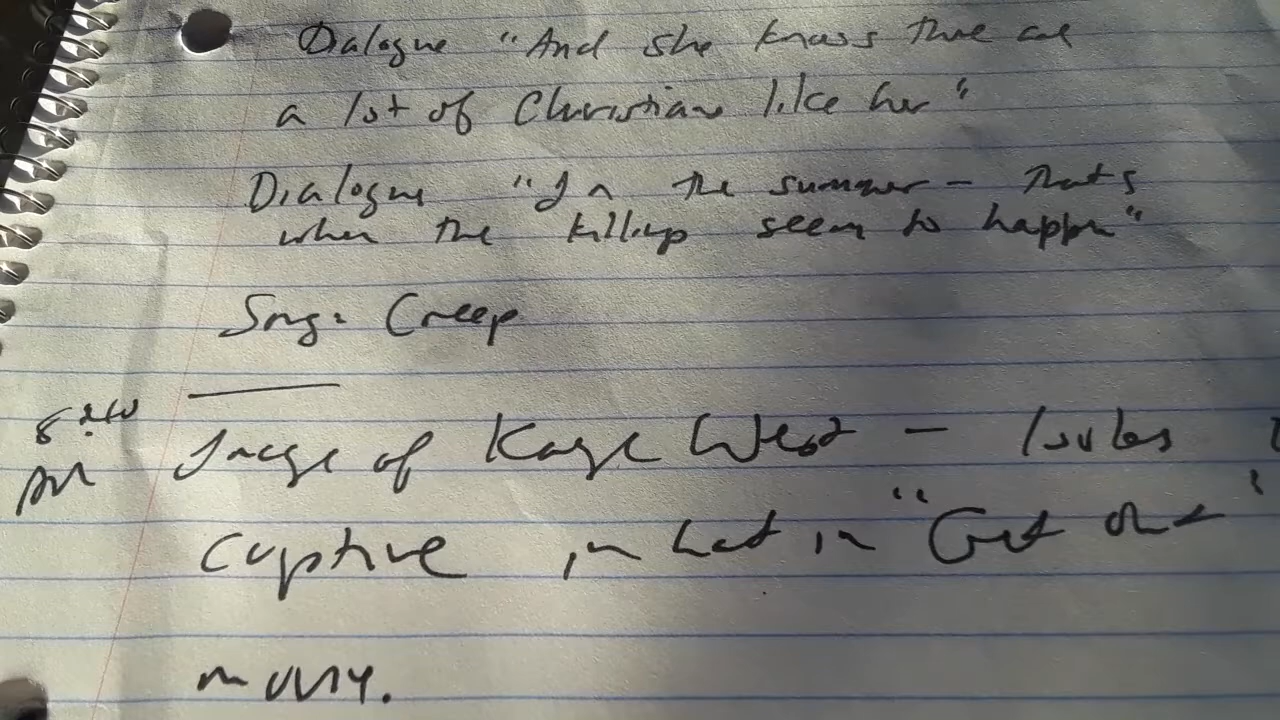 Dialogue "And she knows there are
a lot of Christians like her"
Dialogue "In the summer - that's
when the killings seem to happen"
Song: Creep
Image of Kanye West - looks
captive in hat in "Get Out"
movie.